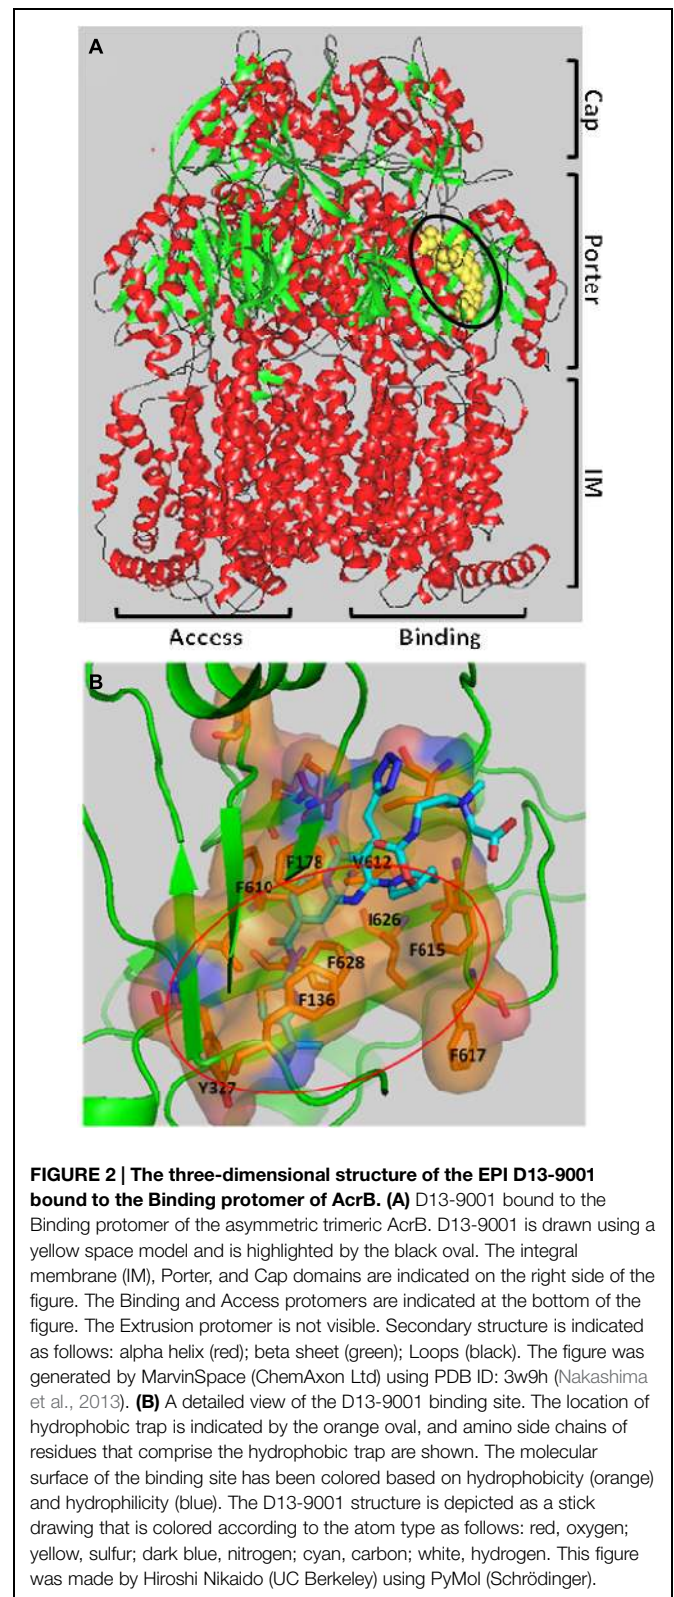 A
Cap
Porter
IM
Access
Binding
B
F178
V612
F610
I626
F615
F628
F136
F617
Y327
FIGURE 2 | The three-dimensional structure of the EPI D13-9001
bound to the Binding protomer of AcrB. (A) D13-9001 bound to the
Binding protomer of the asymmetric trimeric AcrB. D13-9001 is drawn using a
yellow space model and is highlighted by the black oval. The integral
membrane (IM), Porter, and Cap domains are indicated on the right side of the
figure. The Binding and Access protomers are indicated at the bottom of the
figure. The Extrusion protomer is not visible. Secondary structure is indicated
as follows: alpha helix (red); beta sheet (green); Loops (black). The figure was
generated by MarvinSpace (ChemAxon Ltd) using PDB ID: 3w9h (Nakashima
et al., 2013). (B) A detailed view of the D13-9001 binding site. The location of
hydrophobic trap is indicated by the orange oval, and amino side chains of
residues that comprise the hydrophobic trap are shown. The molecular
surface of the binding site has been colored based on hydrophobicity (orange)
and hydrophilicity (blue). The D13-9001 structure is depicted as a stick
drawing that is colored according to the atom type as follows: red, oxygen;
yellow, sulfur; dark blue, nitrogen; cyan, carbon; white, hydrogen. This figure
was made by Hiroshi Nikaido (UC Berkeley) using PyMol (Schrödinger).